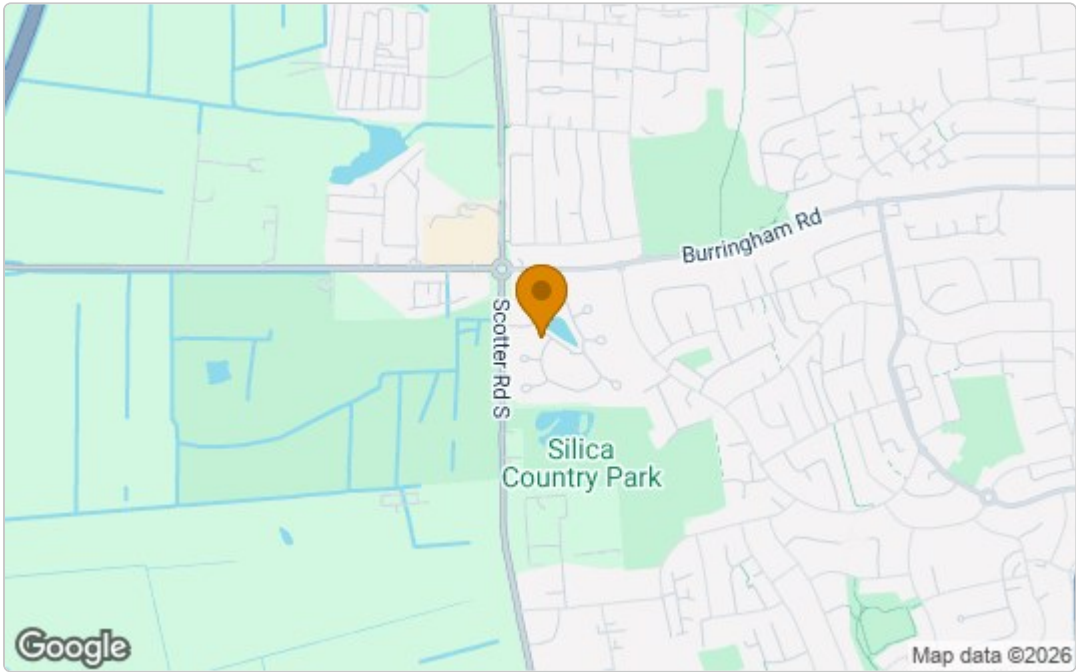 Burringham Rd
Scotter Rd S
Silica
Country Park
Google
Map data ©2026